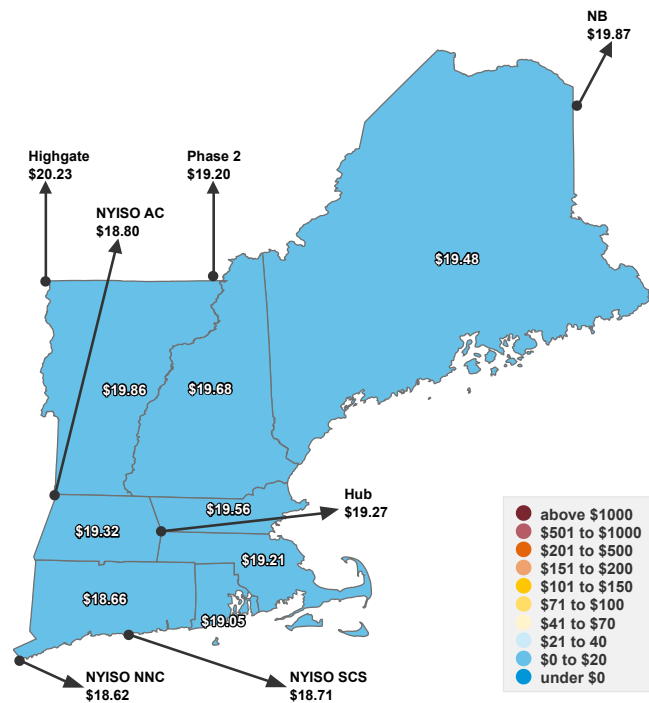 NB
$19.87
Highgate
$20.23
Phase 2
$19.20
NYISO AC
$18.80
$19.48
$19.86
$19.68
Hub
$19.27
$19.56
$19.32
$19.21
$18.66
$19.05
NYISO NNC
$18.62
NYISO SCS
$18.71
above $1000
$501 to $1000
$201 to $500
$151 to $200
$101 to $150
$71 to $100
$41 to $70
$21 to 40
$0 to $20
under $0